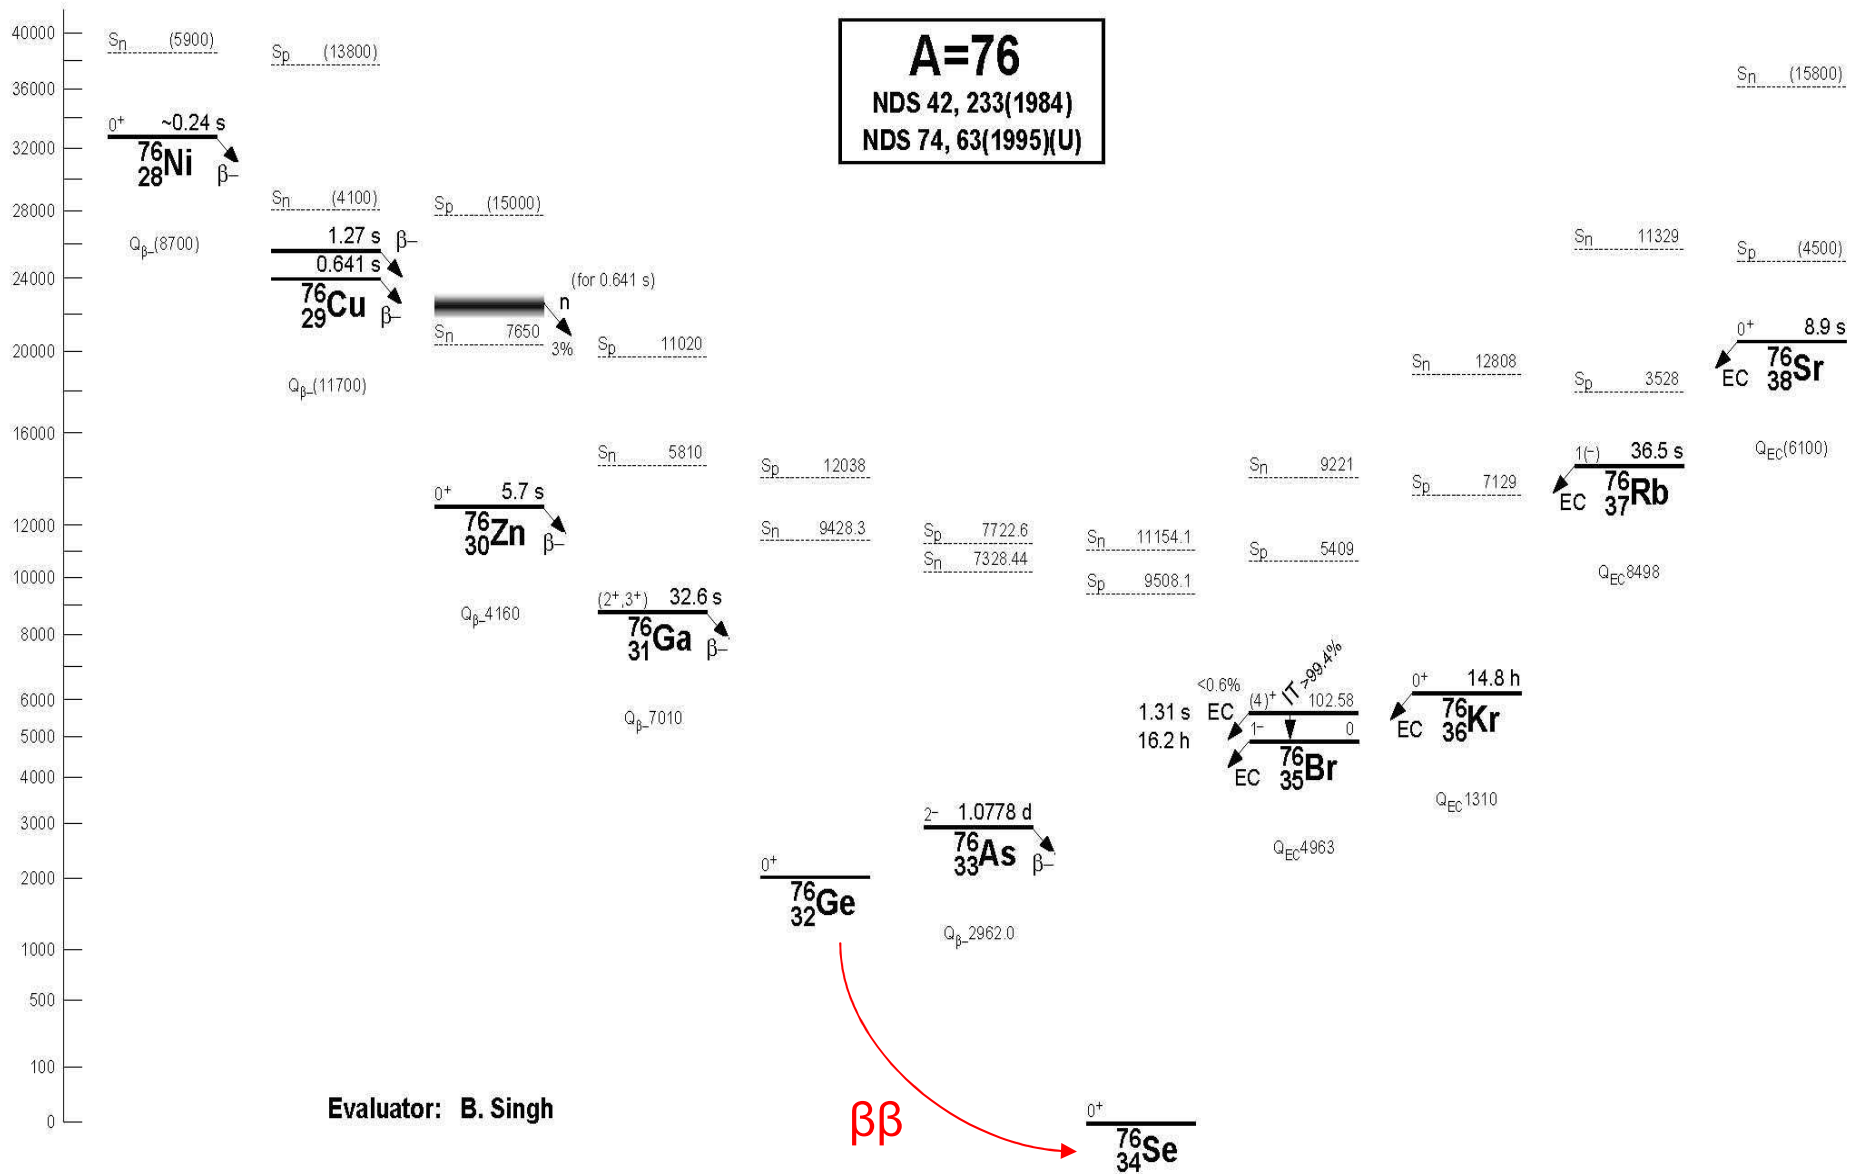 A=76
NDS 42, 233(1984)
NDS 74, 63(1995)(U)
40000
36000
32000
28000
24000
20000
16000
12000
10000
8000
6000
5000
4000
3000
2000
1000
500
100
0
Sn (5900)
0+ ~0.24 s
76 28 Ni β−
Qβ−(8700)
Sp (13800)
Sn (4100)
1.27 s β−
0.641 s
76 29 Cu β−
Qβ−(11700)
Sp (15000)
(for 0.641 s)
n
3%
Sn 7650
0+ 5.7 s
76 30 Zn β−
Qβ−4160
Sp 11020
Sn 5810
(2+,3+) 32.6 s
76 31 Ga β−
Qβ−7010
Sp 12038
Sn 9428.3
0+
76 32 Ge
Sp 7722.6
Sn 7328.44
2− 1.0778 d
76 33 As β−
Qβ−2962.0
Sn 11154.1
Sp 9508.1
0+
76 34 Se
Sn 9221
Sp 5409
<0.6% IT >99.4%
1.31 s EC (4)+ 102.58
16.2 h 1− 0
EC 76 35 Br
QEC4963
Sn 12808
Sp 7129
0+ 14.8 h
EC 76 36 Kr
QEC1310
Sn 11329
Sp 3528
1(−) 36.5 s
EC 76 37 Rb
QEC8498
Sn (15800)
Sp (4500)
0+ 8.9 s
EC 76 38 Sr
QEC(6100)
ββ
Evaluator: B. Singh